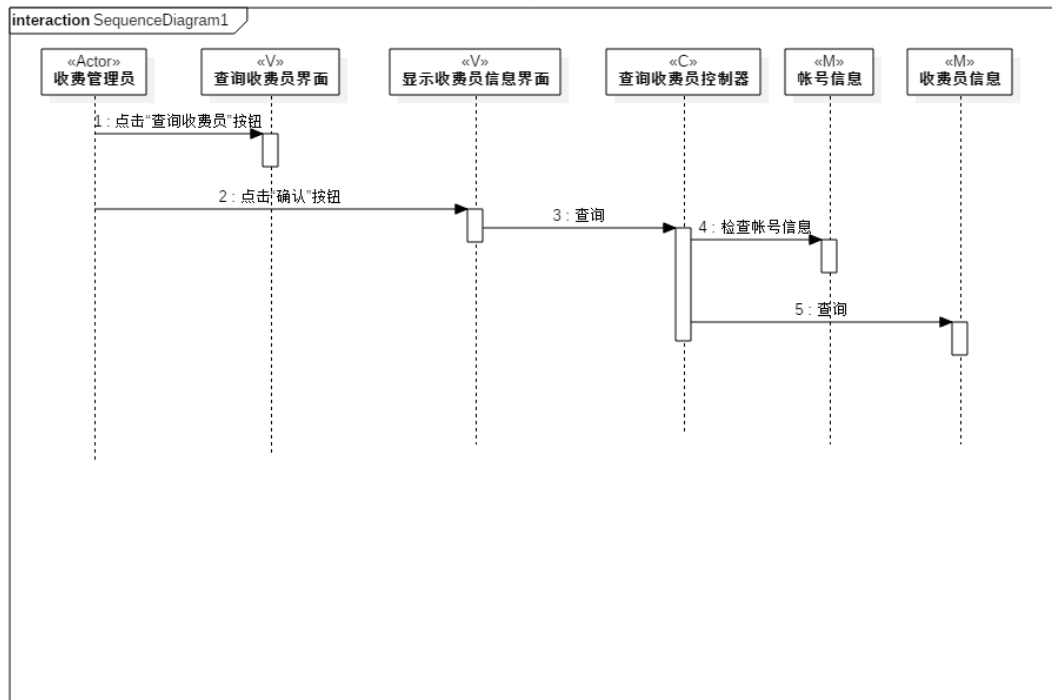 interaction SequenceDiagram1
«Actor»
收费管理员
«V»
查询收费员界面
«V»
显示收费员信息界面
«C»
查询收费员控制器
«M»
帐号信息
«M»
收费员信息
1 : 点击“查询收费员”按钮
2 : 点击“确认”按钮
3 : 查询
4 : 检查帐号信息
5 : 查询